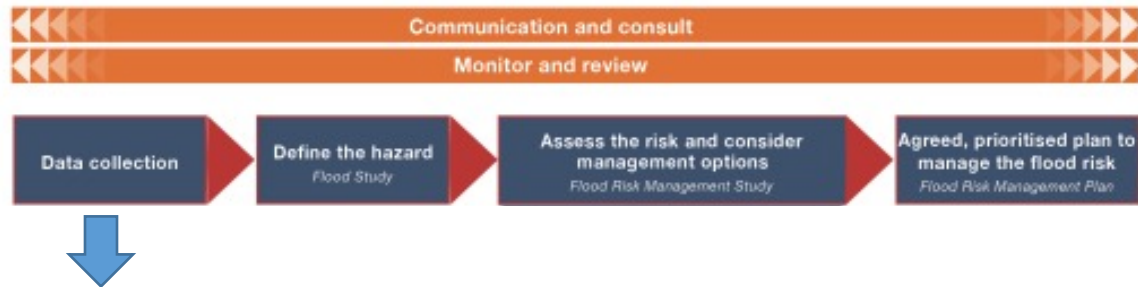 Communication and consult
Monitor and review
Data collection
Define the hazard
Flood Study
Assess the risk and consider
management options
Flood Risk Management Study
Agreed, prioritised plan to
manage the flood risk
Flood Risk Management Plan